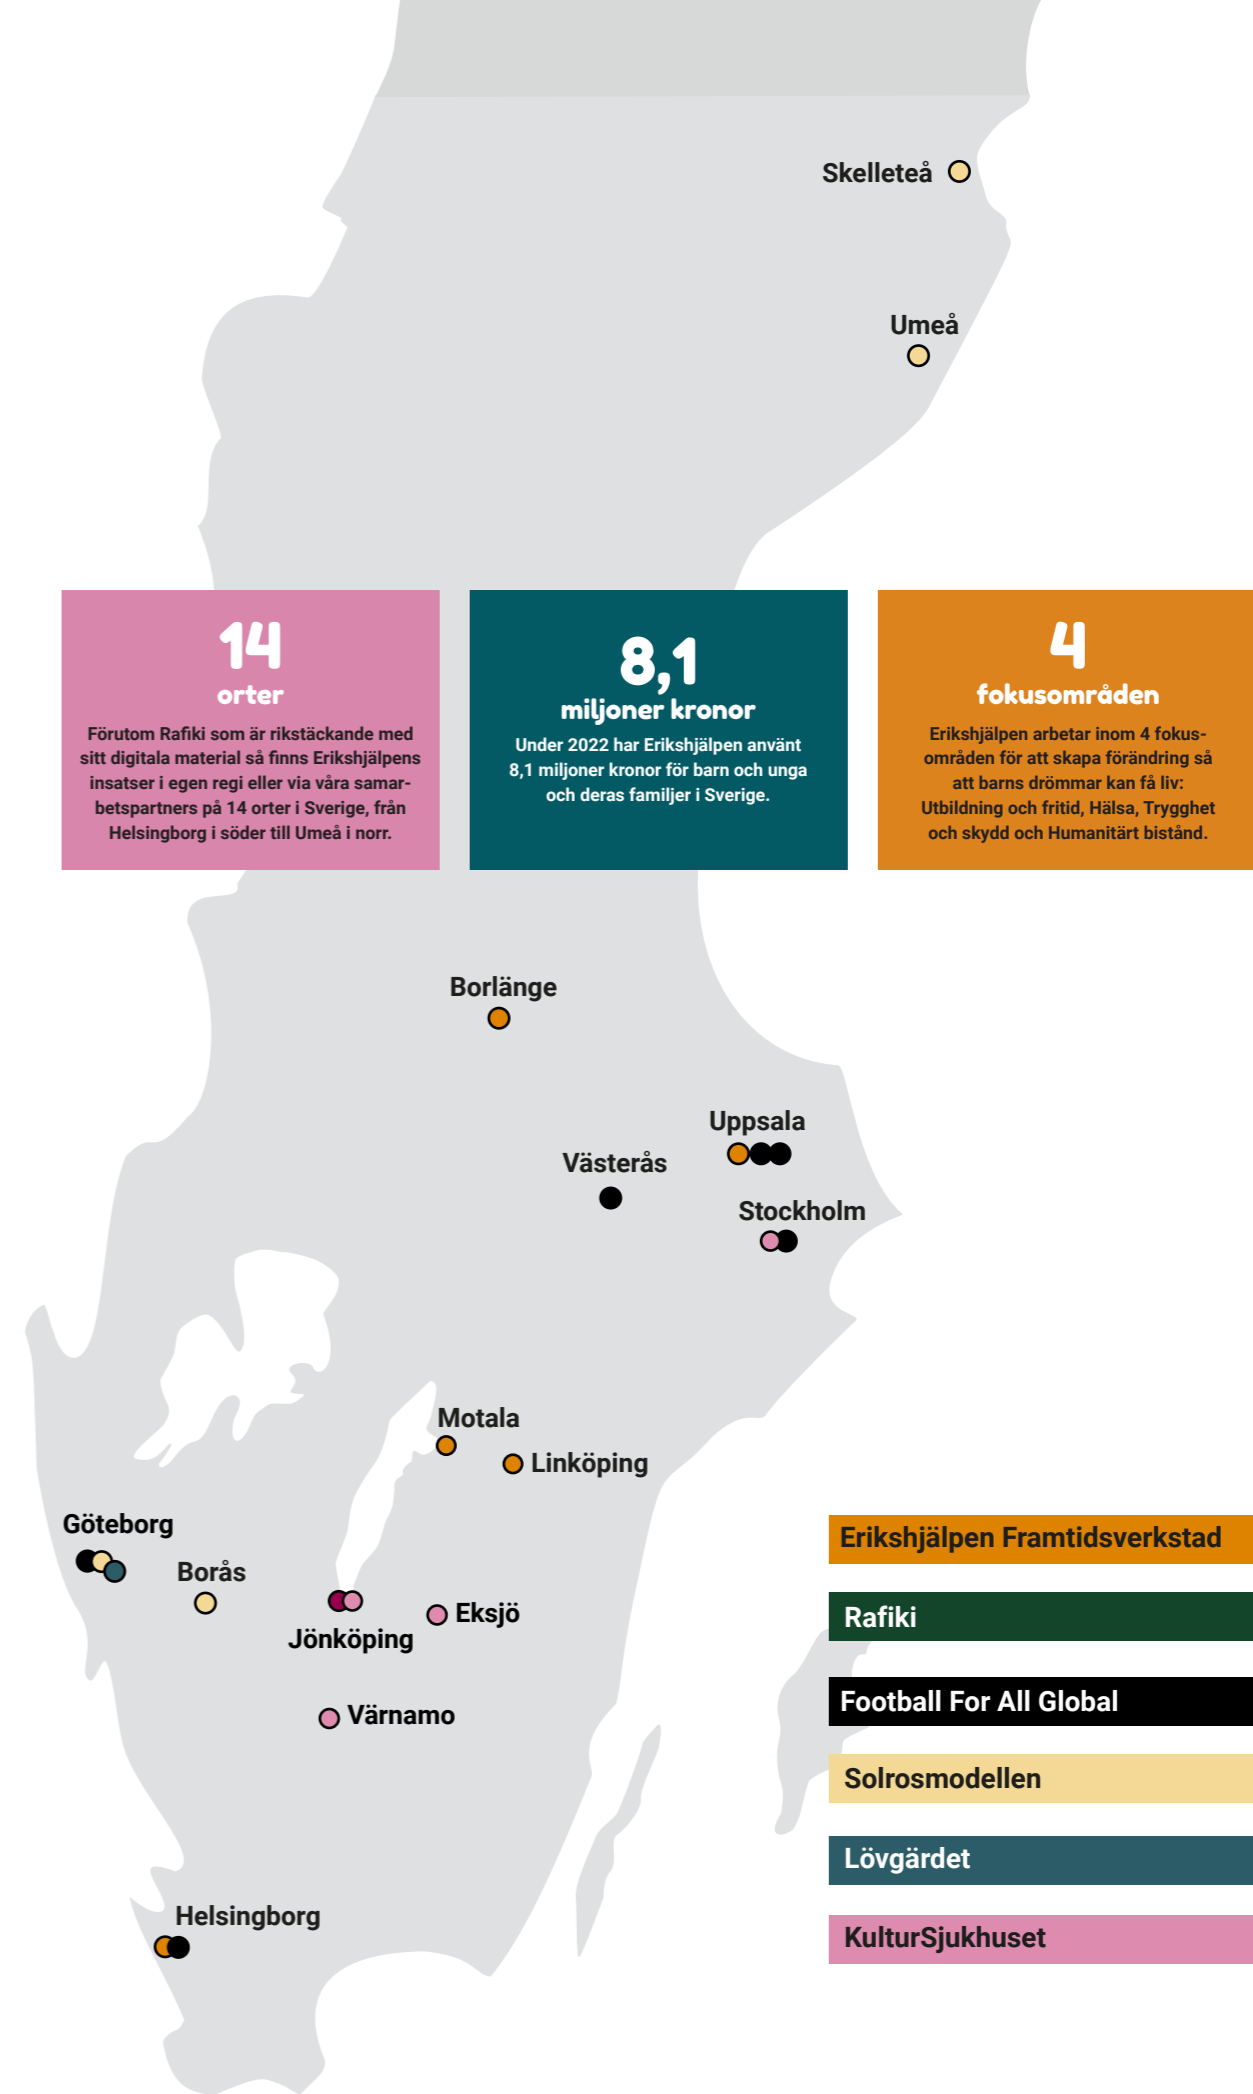 Skelleteå
Umeå
14
orter
Förutom Rafiki som är rikstäckande med
sitt digitala material så finns Erikshjälpens
insatser i egen regi eller via våra samar-
betspartners på 14 orter i Sverige, från
Helsingborg i söder till Umeå i norr.
8,1
miljoner kronor
Under 2022 har Erikshjälpen använt
8,1 miljoner kronor för barn och unga
och deras familjer i Sverige.
4
fokusområden
Erikshjälpen arbetar inom 4 fokus-
områden för att skapa förändring så
att barns drömmar kan få liv:
Utbildning och fritid, Hälsa, Trygghet
och skydd och Humanitärt bistånd.
Borlänge
Uppsala
Västerås
Stockholm
Motala
Linköping
Göteborg
Borås
Jönköping
Eksjö
Värnamo
Helsingborg
Erikshjälpen Framtidsverkstad
Rafiki
Football For All Global
Solrosmodellen
Lövgärdet
KulturSjukhuset